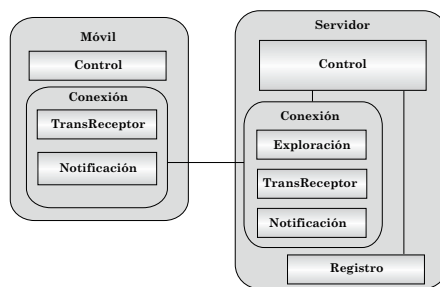 Móvil
Control
Conexión
TransReceptor
Notificación
Servidor
Control
Conexión
Exploración
TransReceptor
Notificación
Registro